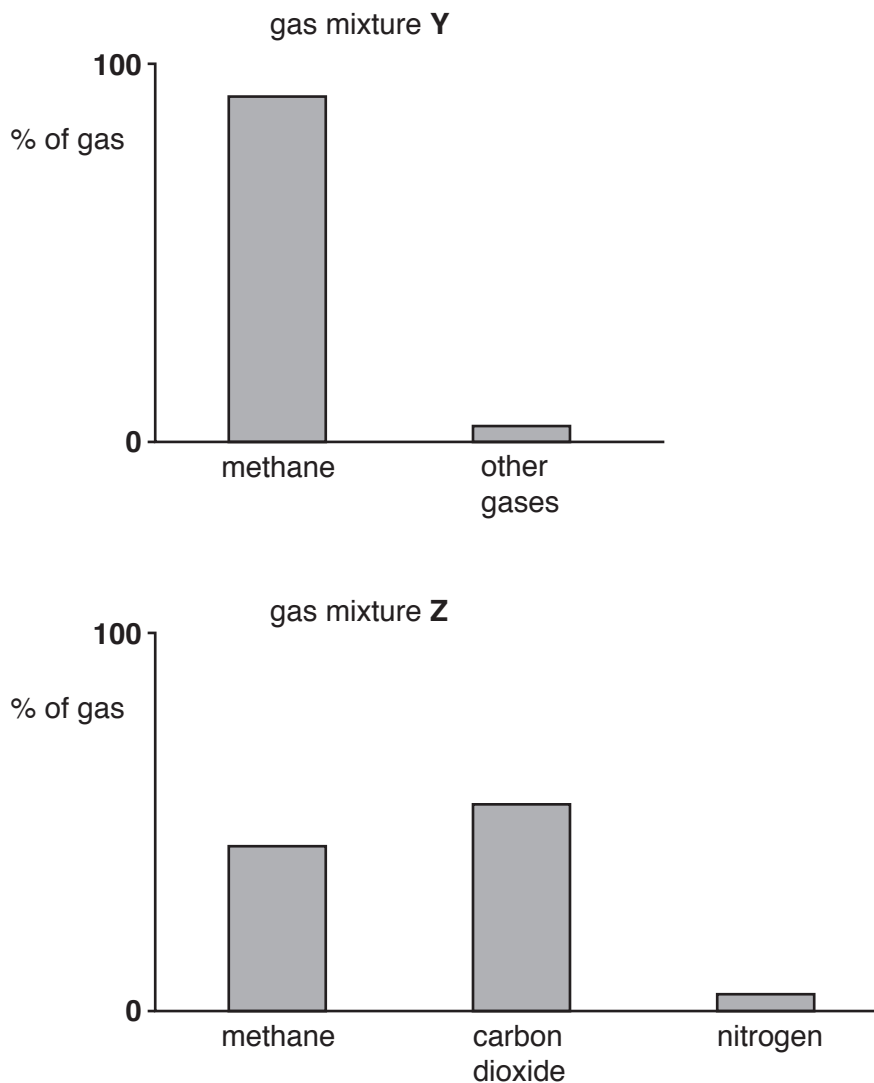 gas mixture Y
100
% of gas
0
methane
other
gases
gas mixture Z
100
% of gas
0
methane
carbon
dioxide
nitrogen